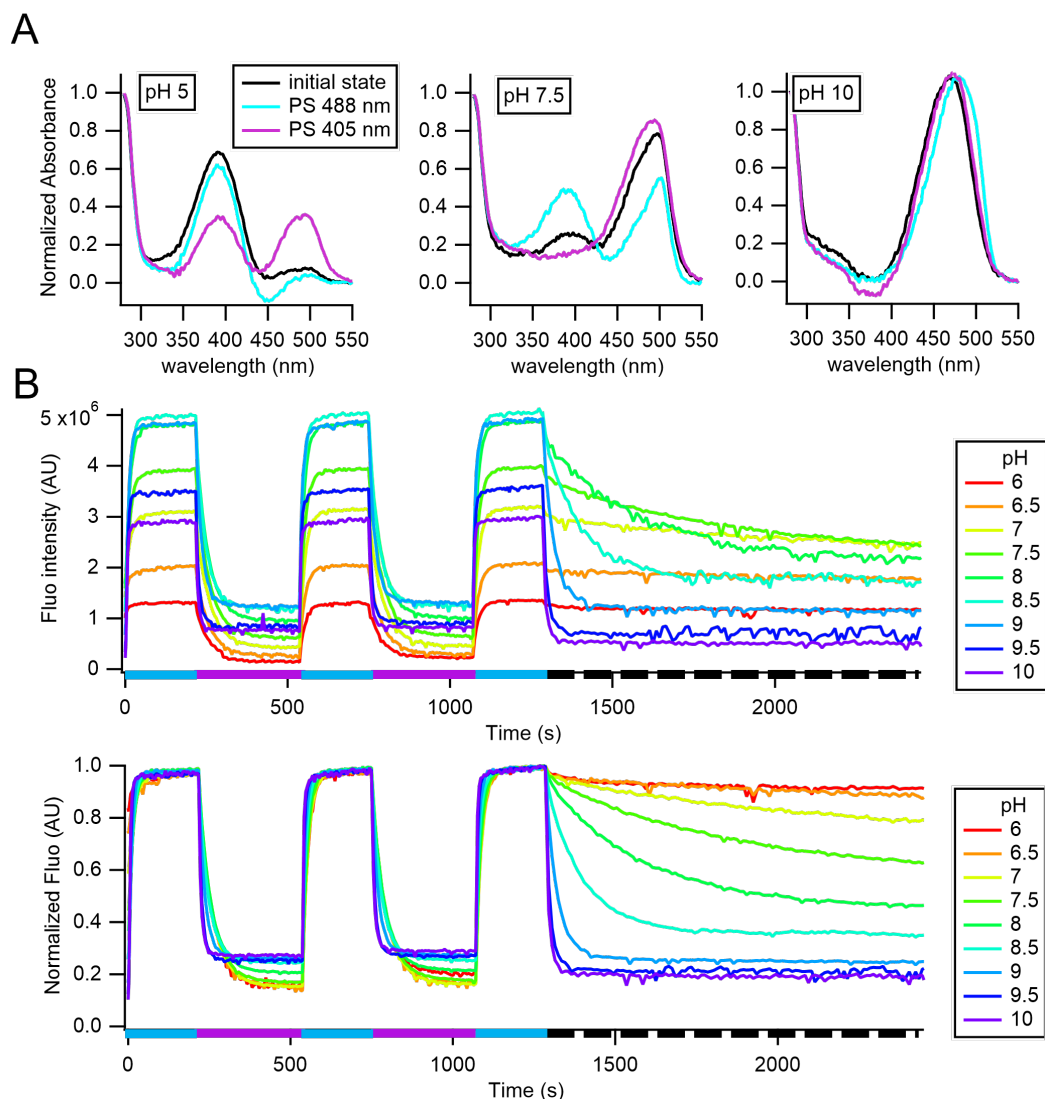 A
pH 5
initial state
PS 488 nm
PS 405 nm
pH 7.5
pH 10
Normalized Absorbance
1.0
0.8
0.6
0.4
0.2
0.0
300 350 400 450 500 550
wavelength (nm)
1.0
0.8
0.6
0.4
0.2
0.0
300 350 400 450 500 550
wavelength (nm)
1.0
0.8
0.6
0.4
0.2
0.0
300 350 400 450 500 550
wavelength (nm)
B
Fluo intensity (AU)
5 x10⁶
4
3
2
1
0
0 500 1000 1500 2000
Time (s)
pH
6
6.5
7
7.5
8
8.5
9
9.5
10
Normalized Fluo (AU)
1.0
0.8
0.6
0.4
0.2
0.0
0 500 1000 1500 2000
Time (s)
pH
6
6.5
7
7.5
8
8.5
9
9.5
10